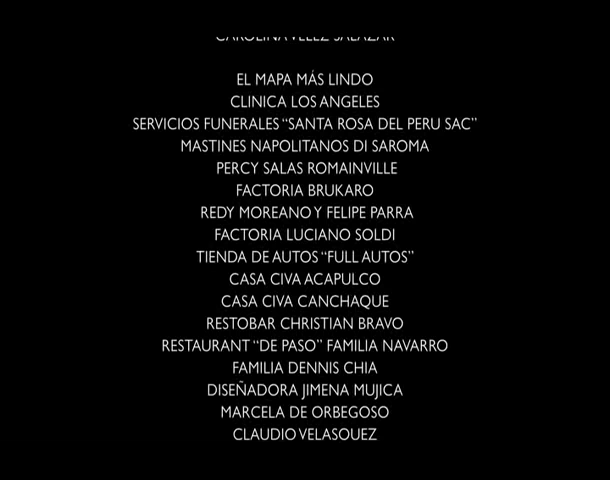 CAROLINA VELEZ SALAZAR
EL MAPA MÁS LINDO
CLINICA LOS ANGELES
SERVICIOS FUNERALES “SANTA ROSA DEL PERU SAC”
MASTINES NAPOLITANOS DI SAROMA
PERCY SALAS ROMAINVILLE
FACTORIA BRUKARO
REDY MOREANO Y FELIPE PARRA
FACTORIA LUCIANO SOLDI
TIENDA DE AUTOS “FULL AUTOS”
CASA CIVA ACAPULCO
CASA CIVA CANCHAQUE
RESTOBAR CHRISTIAN BRAVO
RESTAURANT “DE PASO” FAMILIA NAVARRO
FAMILIA DENNIS CHIA
DISEÑADORA JIMENA MUJICA
MARCELA DE ORBEGOSO
CLAUDIO VELASQUEZ